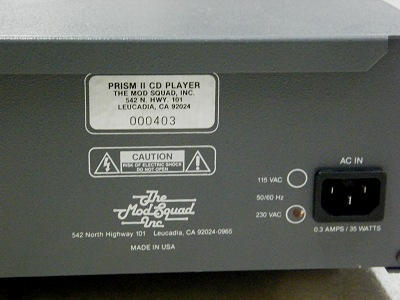 PRISM II CD PLAYER
THE MOD SQUAD, INC.
542 N. HWY. 101
LEUCADIA, CA 92024
000403
CAUTION
RISK OF ELECTRIC SHOCK
DO NOT OPEN
The
Mod Squad
Inc
542 North Highway 101 Leucadia, CA 92024-0965
MADE IN USA
AC IN
115 VAC
50/60 Hz
230 VAC
0.3 AMPS / 35 WATTS